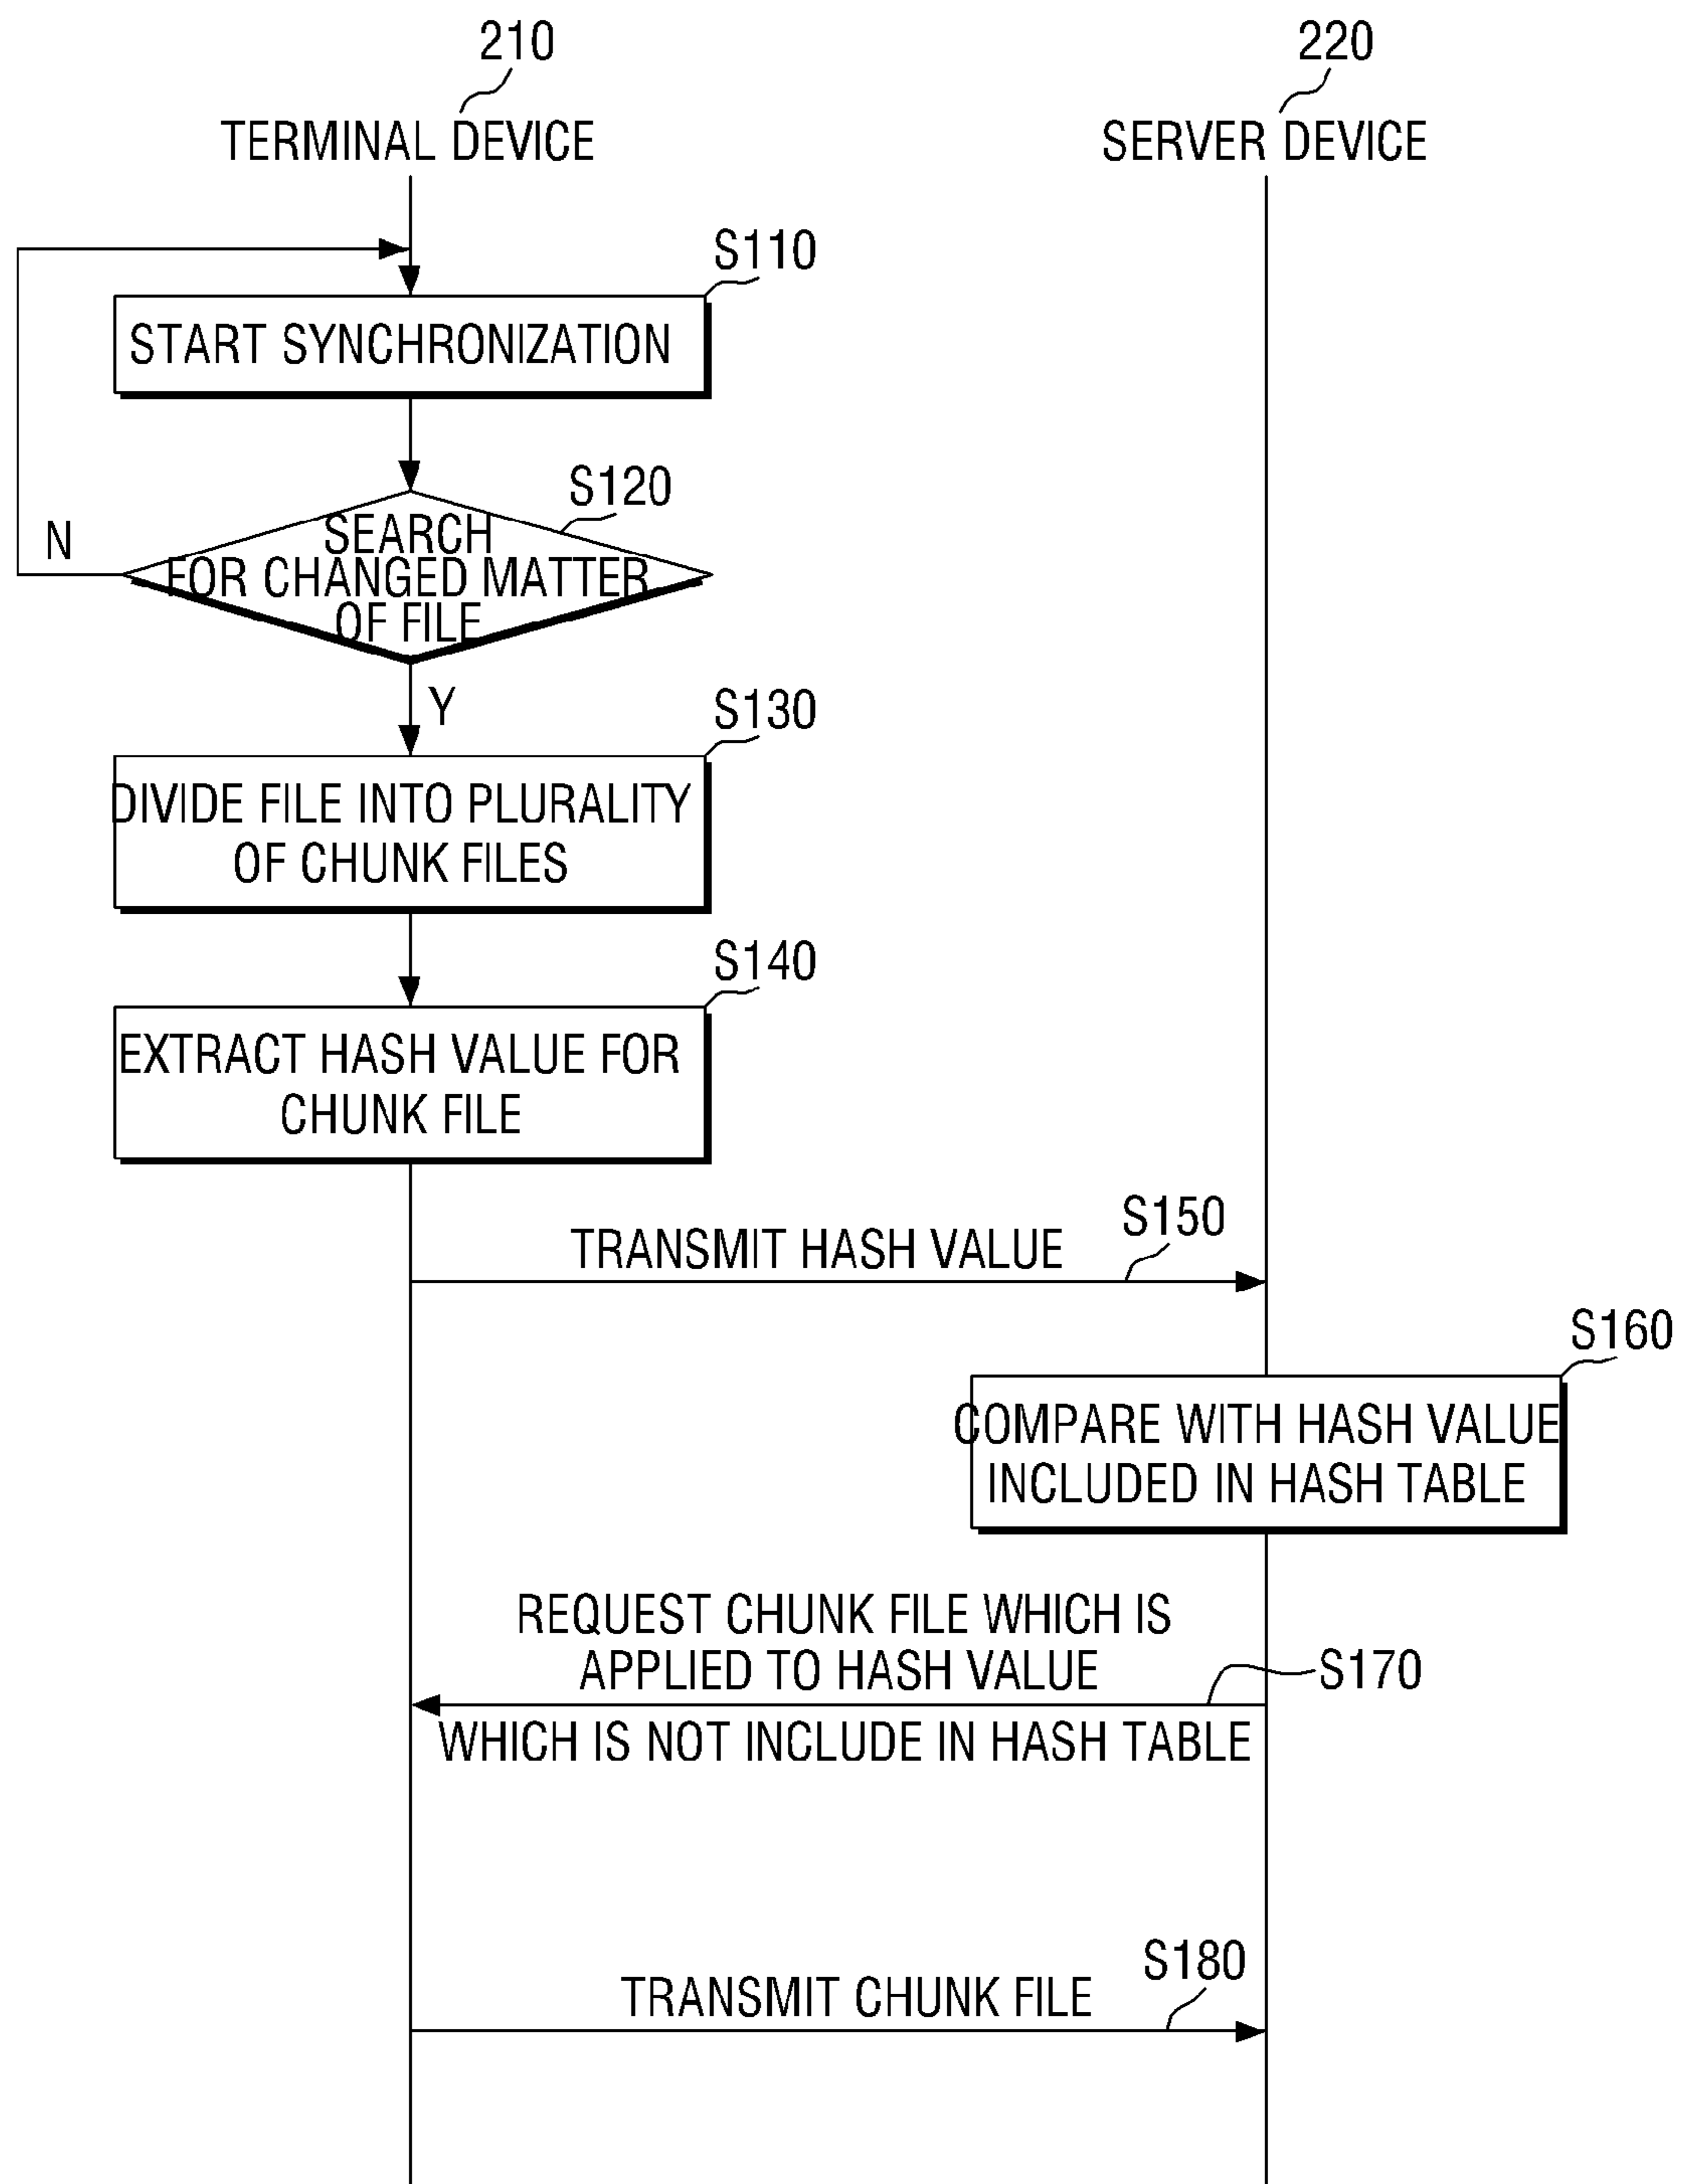 210
220
TERMINAL DEVICE
SERVER DEVICE
S110
START SYNCHRONIZATION
S120
SEARCH
FOR CHANGED MATTER
OF FILE
N
Y
S130
DIVIDE FILE INTO PLURALITY
OF CHUNK FILES
S140
EXTRACT HASH VALUE FOR
CHUNK FILE
S150
TRANSMIT HASH VALUE
S160
COMPARE WITH HASH VALUE
INCLUDED IN HASH TABLE
REQUEST CHUNK FILE WHICH IS
APPLIED TO HASH VALUE
S170
WHICH IS NOT INCLUDE IN HASH TABLE
S180
TRANSMIT CHUNK FILE